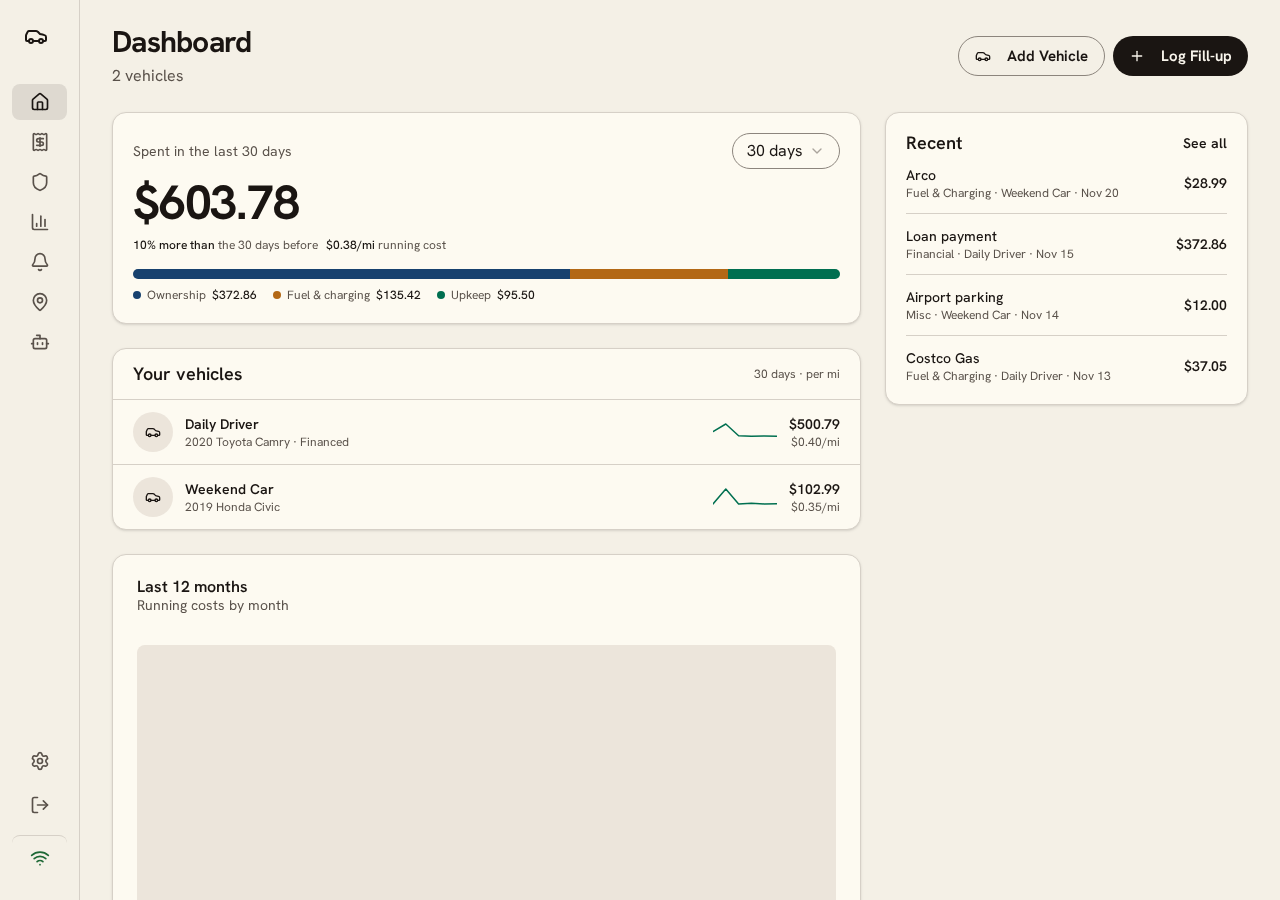 Dashboard
2 vehicles
Add Vehicle
Log Fill-up
Spent in the last 30 days
30 days
$603.78
10% more than the 30 days before $0.38/mi running cost
Ownership $372.86 Fuel & charging $135.42 Upkeep $95.50
Your vehicles
30 days · per mi
Daily Driver
2020 Toyota Camry · Financed
$500.79
$0.40/mi
Weekend Car
2019 Honda Civic
$102.99
$0.35/mi
Last 12 months
Running costs by month
Recent
See all
Arco
Fuel & Charging · Weekend Car · Nov 20
$28.99
Loan payment
Financial · Daily Driver · Nov 15
$372.86
Airport parking
Misc · Weekend Car · Nov 14
$12.00
Costco Gas
Fuel & Charging · Daily Driver · Nov 13
$37.05